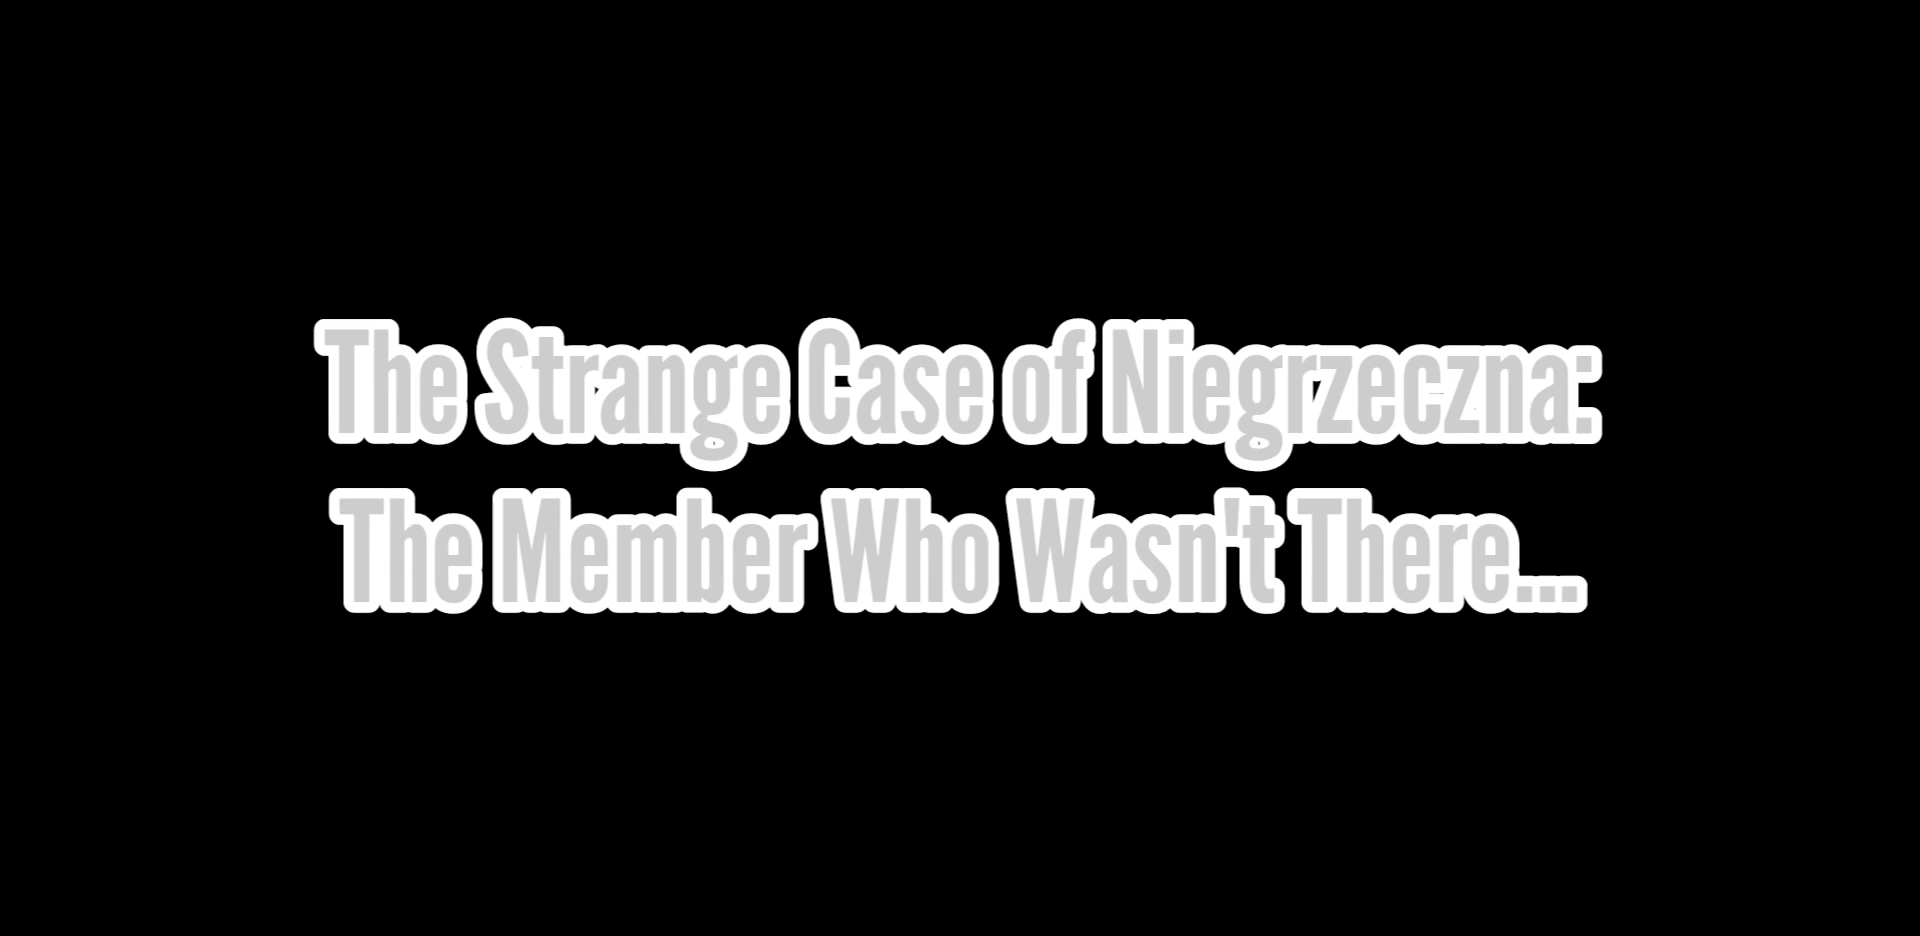 The Strange Case of Niegrzeczna:
The Member Who Wasn't There...